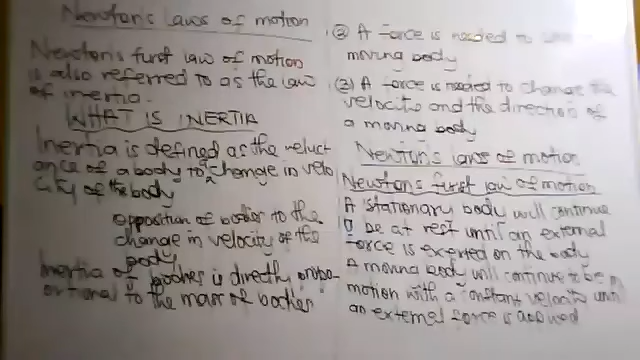 Newton's laws of motion
Newton's first law of motion
is also referred to as the law
of inertia.
WHAT IS INERTIA
Inertia is defined as the reluct
ance of a body to change in velo
city of the body
opposition of bodies to the
change in velocity of the
body
Inertia of bodies is directly propo
ortional to the mass of bodies
② A force is needed to
moving body
(3) A force is needed to change the
velocity and the direction of
a moving body
Newton's laws of motion
Newton's first law of motion
A stationary body will continue
to be at rest until an external
force is exerted on the body
A moving body will continue to be in
motion with a constant velocity until
an external force is applied